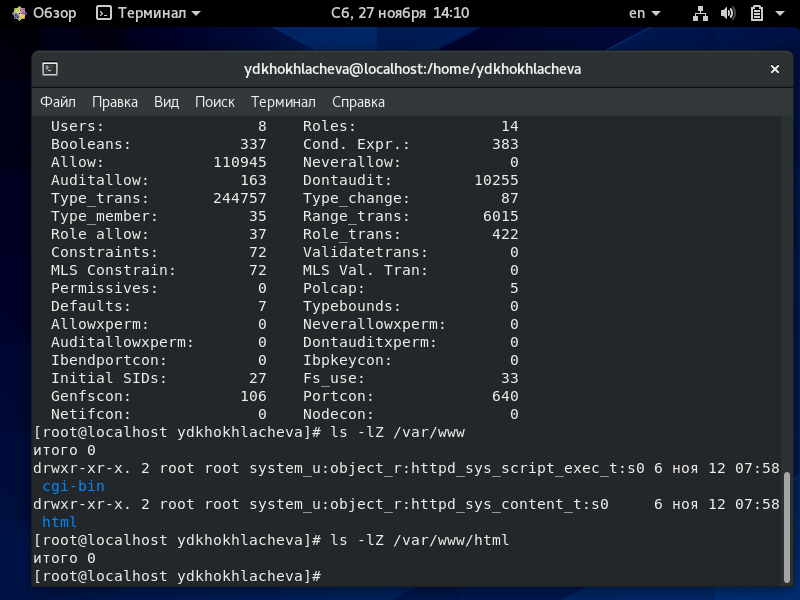 Обзор Терминал Сб, 27 ноября 14:10 en
ydkhokhlacheva@localhost:/home/ydkhokhlacheva ×
Файл Правка Вид Поиск Терминал Справка
Users: 8 Roles: 14
Booleans: 337 Cond. Expr.: 383
Allow: 110945 Neverallow: 0
Auditallow: 163 Dontaudit: 10255
Type_trans: 244757 Type_change: 87
Type_member: 35 Range_trans: 6015
Role allow: 37 Role_trans: 422
Constraints: 72 Validatetrans: 0
MLS Constrain: 72 MLS Val. Tran: 0
Permissives: 0 Polcap: 5
Defaults: 7 Typebounds: 0
Allowxperm: 0 Neverallowxperm: 0
Auditallowxperm: 0 Dontauditxperm: 0
Ibendportcon: 0 Ibpkeycon: 0
Initial SIDs: 27 Fs_use: 33
Genfscon: 106 Portcon: 640
Netifcon: 0 Nodecon: 0
[root@localhost ydkhokhlacheva]# ls -lZ /var/www
итого 0
drwxr-xr-x. 2 root root system_u:object_r:httpd_sys_script_exec_t:s0 6 ноя 12 07:58
cgi-bin
drwxr-xr-x. 2 root root system_u:object_r:httpd_sys_content_t:s0 6 ноя 12 07:58
html
[root@localhost ydkhokhlacheva]# ls -lZ /var/www/html
итого 0
[root@localhost ydkhokhlacheva]#